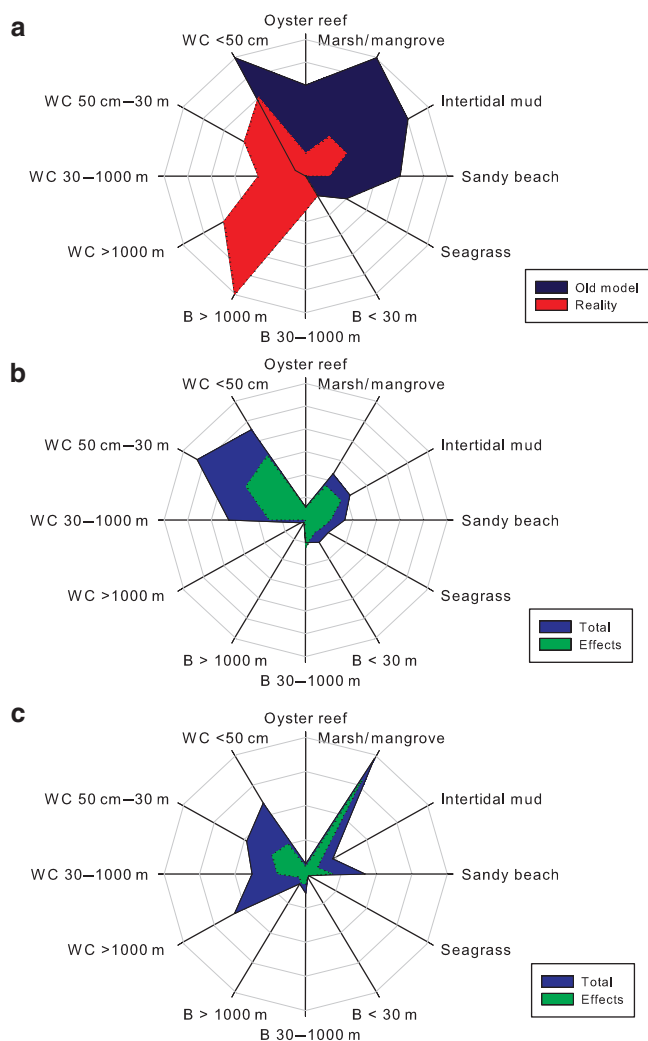 a
Oyster reef
WC <50 cm
Marsh/mangrove
WC 50 cm–30 m
Intertidal mud
WC 30–1000 m
Sandy beach
WC >1000 m
Seagrass
B > 1000 m
B < 30 m
B 30–1000 m
Old model
Reality
b
Oyster reef
WC <50 cm
Marsh/mangrove
WC 50 cm–30 m
Intertidal mud
WC 30–1000 m
Sandy beach
WC >1000 m
Seagrass
B > 1000 m
B < 30 m
B 30–1000 m
Total
Effects
c
Oyster reef
WC <50 cm
Marsh/mangrove
WC 50 cm–30 m
Intertidal mud
WC 30–1000 m
Sandy beach
WC >1000 m
Seagrass
B > 1000 m
B < 30 m
B 30–1000 m
Total
Effects